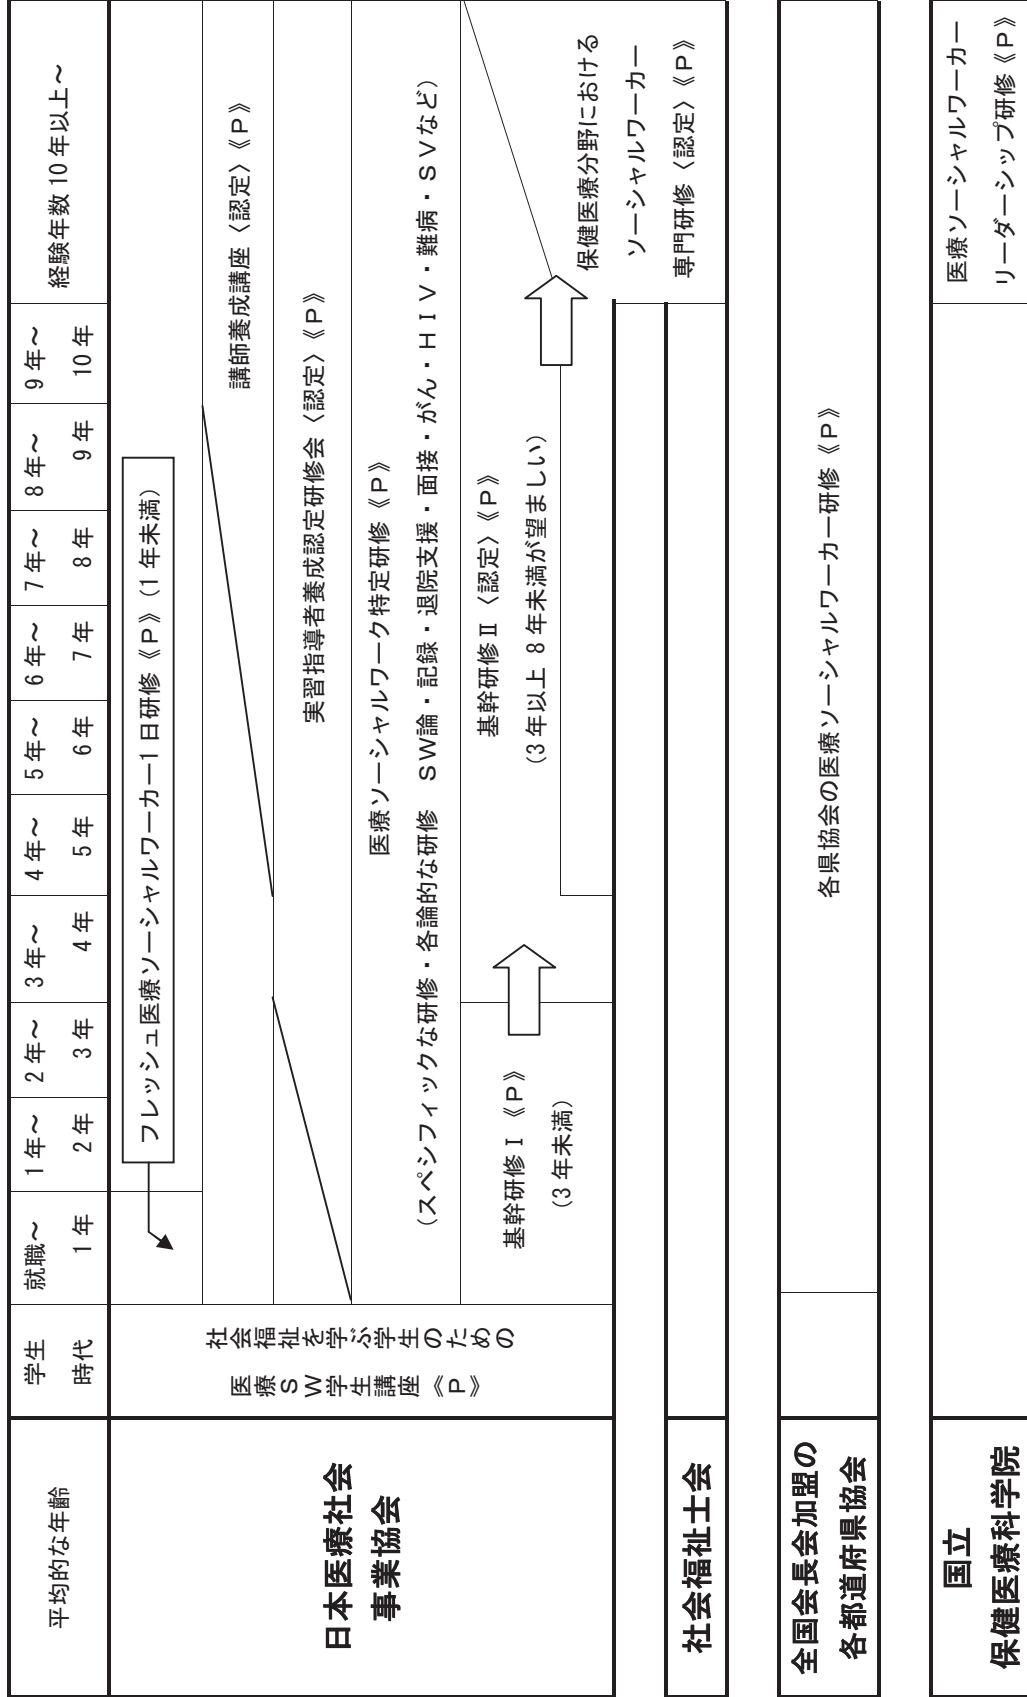 平均的な年齢
学生
時代
就職～
1年
1年～
2年
2年～
3年
3年～
4年
4年～
5年
5年～
6年
6年～
7年
7年～
8年
8年～
9年
9年～
10年
経験年数10年以上～
日本医療社会
事業協会
社会福祉を学ぶ学生のための
医療SW学生講座《P》
フレッシュ医療ソーシャルワーカー1日研修《P》(1年未満)
講師養成講座〈認定〉《P》
実習指導者養成認定研修会〈認定〉《P》
医療ソーシャルワーク特定研修《P》
(スペシフィックな研修・各論的な研修　SW論・記録・退院支援・面接・がん・HIV・難病・SVなど)
基幹研修Ⅰ《P》
(3年未満)
基幹研修Ⅱ〈認定〉《P》
(3年以上8年未満が望ましい)
保健医療分野における
ソーシャルワーカー
専門研修〈認定〉《P》
社会福祉士会
全国会長会加盟の
各都道府県協会
各県協会の医療ソーシャルワーカー研修《P》
国立
保健医療科学院
医療ソーシャルワーカー
リーダーシップ研修《P》